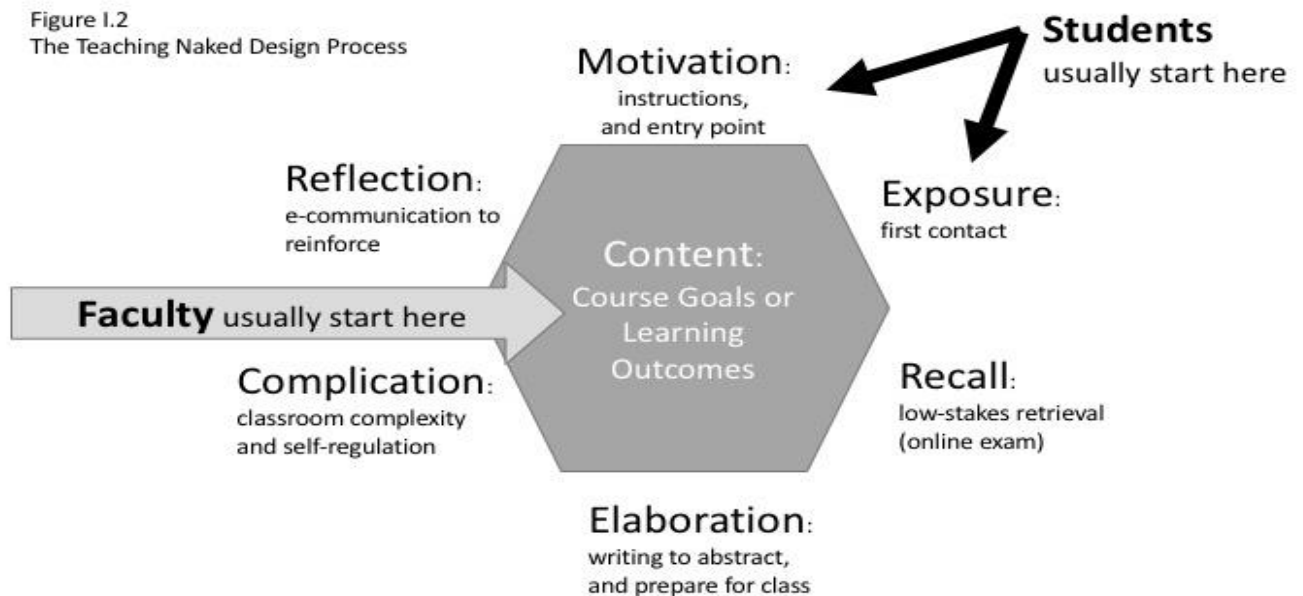 Figure I.2
The Teaching Naked Design Process
Students
usually start here
Motivation:
instructions,
and entry point
Exposure:
first contact
Reflection:
e-communication to
reinforce
Content:
Course Goals or
Learning
Outcomes
Faculty usually start here
Complication:
classroom complexity
and self-regulation
Recall:
low-stakes retrieval
(online exam)
Elaboration:
writing to abstract,
and prepare for class